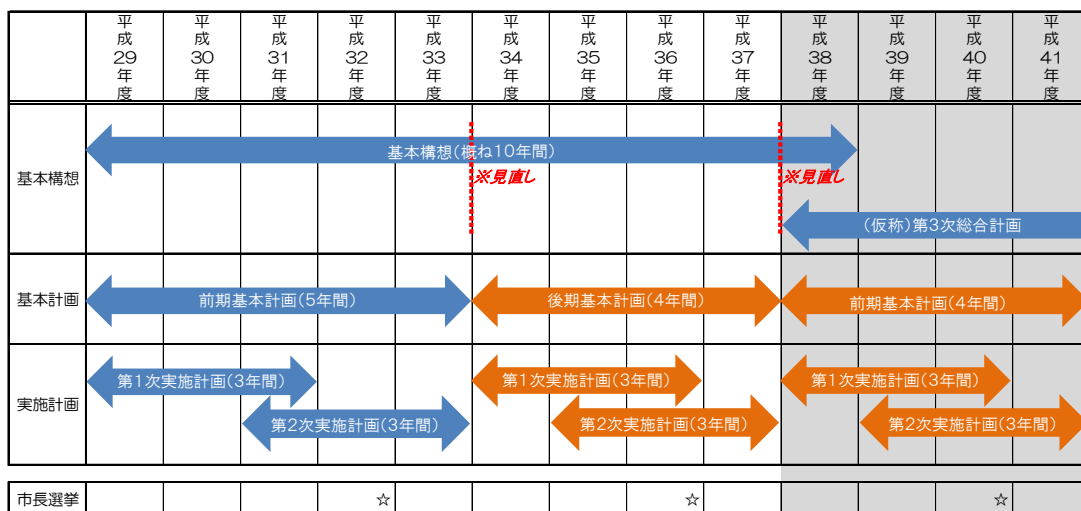 平成29年度
平成30年度
平成31年度
平成32年度
平成33年度
平成34年度
平成35年度
平成36年度
平成37年度
平成38年度
平成39年度
平成40年度
平成41年度
基本構想
基本構想(概ね10年間)
※見直し
※見直し
(仮称)第3次総合計画
基本計画
前期基本計画(5年間)
後期基本計画(4年間)
前期基本計画(4年間)
実施計画
第1次実施計画(3年間)
第1次実施計画(3年間)
第1次実施計画(3年間)
第2次実施計画(3年間)
第2次実施計画(3年間)
第2次実施計画(3年間)
市長選挙
☆
☆
☆